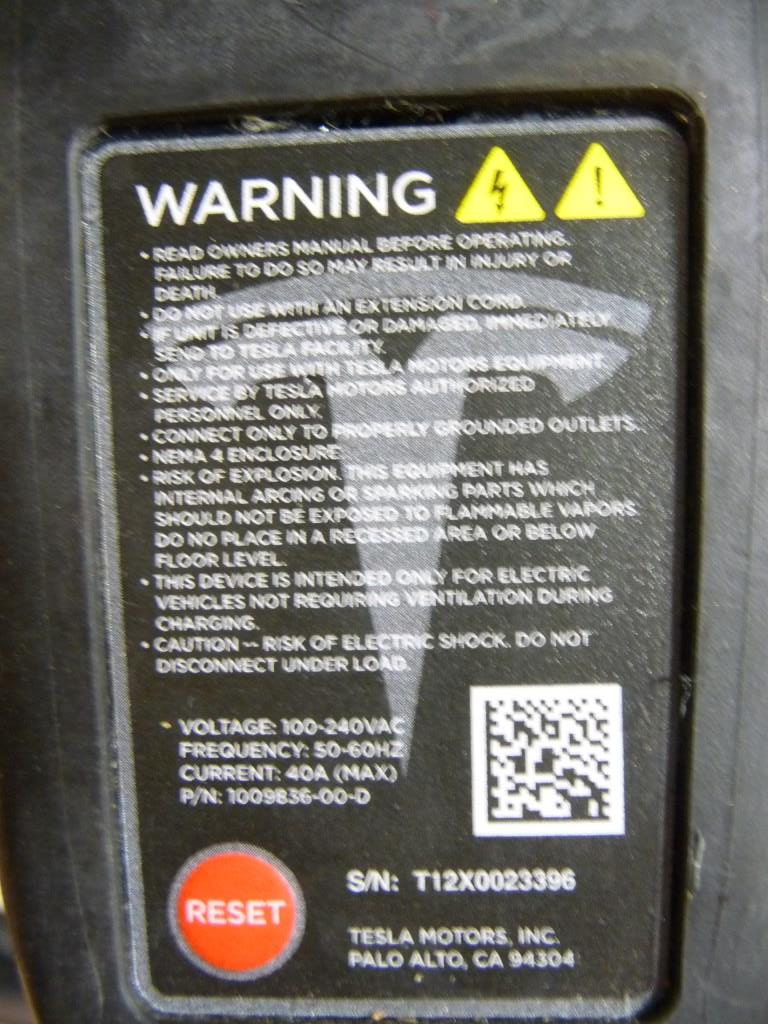 WARNING
• READ OWNERS MANUAL BEFORE OPERATING.
FAILURE TO DO SO MAY RESULT IN INJURY OR
DEATH.
• DO NOT USE WITH AN EXTENSION CORD.
• IF UNIT IS DEFECTIVE OR DAMAGED, IMMEDIATELY
SEND TO TESLA FACILITY.
• ONLY FOR USE WITH TESLA MOTORS EQUIPMENT
• SERVICE BY TESLA MOTORS AUTHORIZED
PERSONNEL ONLY.
• CONNECT ONLY TO PROPERLY GROUNDED OUTLETS.
• NEMA 4 ENCLOSURE.
• RISK OF EXPLOSION. THIS EQUIPMENT HAS
INTERNAL ARCING OR SPARKING PARTS WHICH
SHOULD NOT BE EXPOSED TO FLAMMABLE VAPORS.
DO NO PLACE IN A RECESSED AREA OR BELOW
FLOOR LEVEL.
• THIS DEVICE IS INTENDED ONLY FOR ELECTRIC
VEHICLES NOT REQUIRING VENTILATION DURING
CHARGING.
• CAUTION -- RISK OF ELECTRIC SHOCK. DO NOT
DISCONNECT UNDER LOAD.
VOLTAGE: 100-240VAC
FREQUENCY: 50-60HZ
CURRENT: 40A (MAX)
P/N: 1009836-00-D
RESET
S/N: T12X0023396
TESLA MOTORS, INC.
PALO ALTO, CA 94304